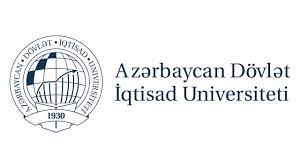 AZƏRBAYCAN DÖVLƏT İQTİSAD UNİVERSİTETİ
1930
Azərbaycan Dövlət
İqtisad Universiteti